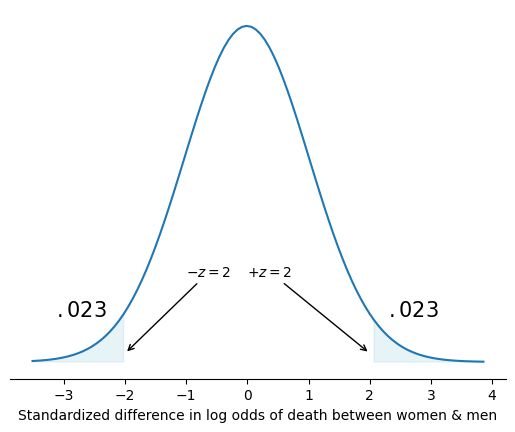 −z = 2 +z = 2
.023 .023
−3 −2 −1 0 1 2 3 4
Standardized difference in log odds of death between women & men